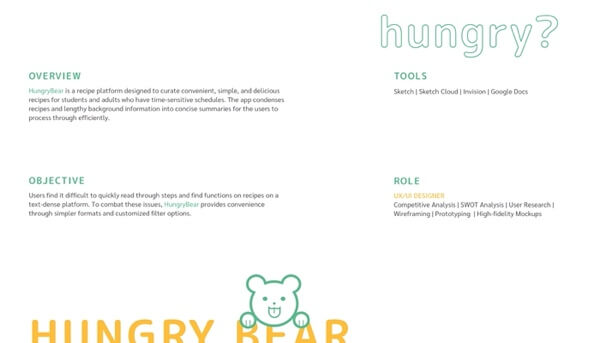 hungry?
OVERVIEW
HungryBear is a recipe platform designed to curate convenient, simple, and delicious
recipes for students and adults who have time-sensitive schedules. The app condenses
recipes and lengthy background information into concise summaries for the users to
process through efficiently.
TOOLS
Sketch | Sketch Cloud | Invision | Google Docs
OBJECTIVE
Users find it difficult to quickly read through steps and find functions on recipes on a
text-dense platform. To combat these issues, HungryBear provides convenience
through simpler formats and customized filter options.
ROLE
UX/UI DESIGNER
Competitive Analysis | SWOT Analysis | User Research |
Wireframing | Prototyping | High-fidelity Mockups
HUNGRY BEAR